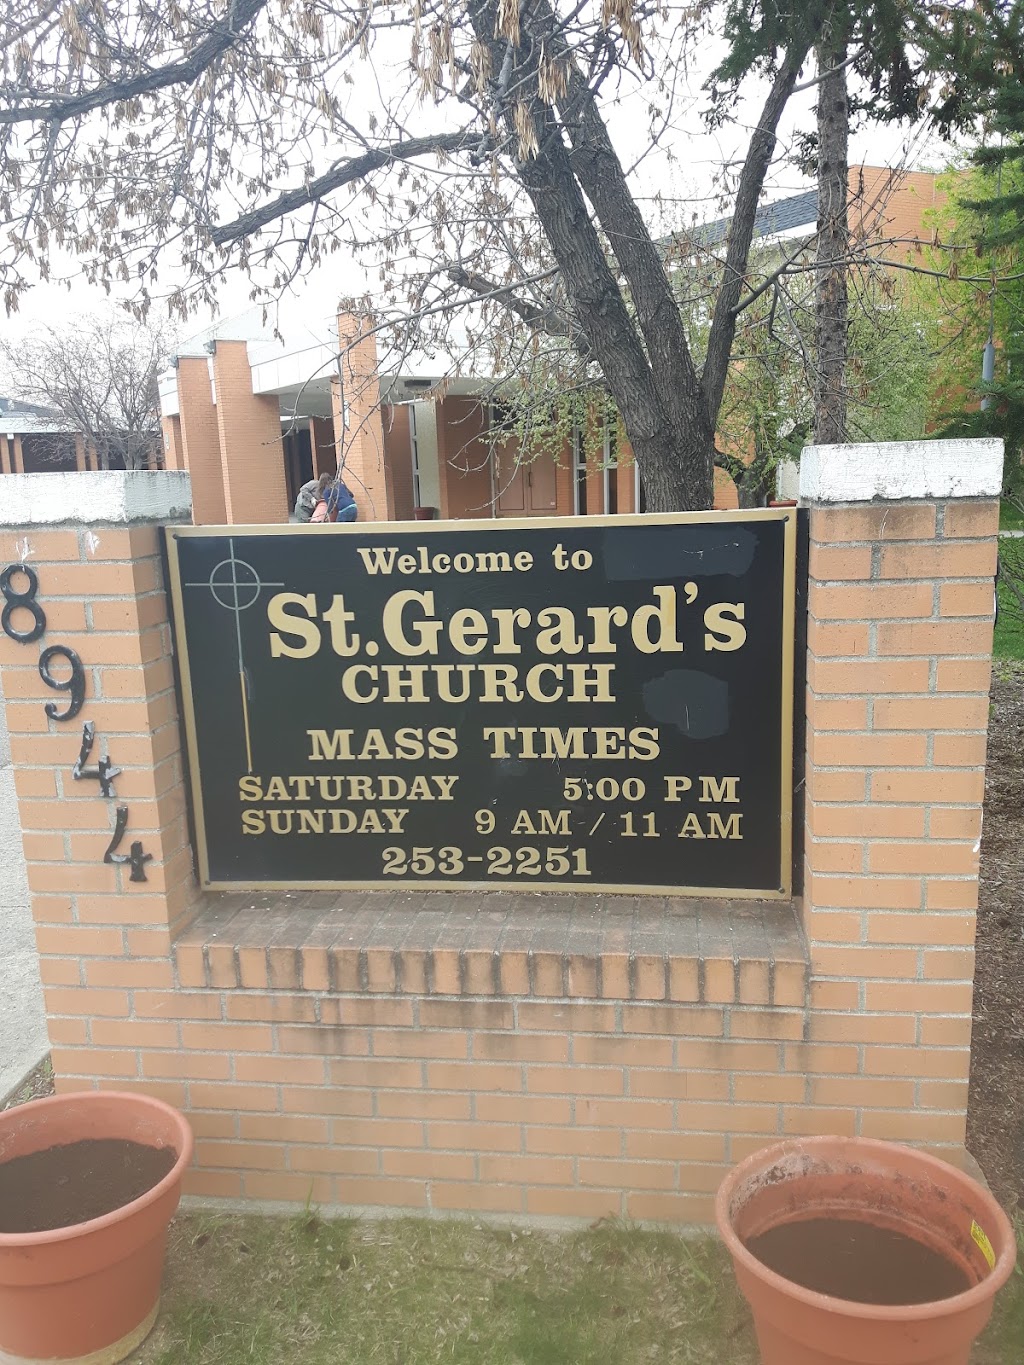 8944
Welcome to
St.Gerard's
CHURCH
MASS TIMES
SATURDAY 5:00 PM
SUNDAY 9 AM / 11 AM
253-2251